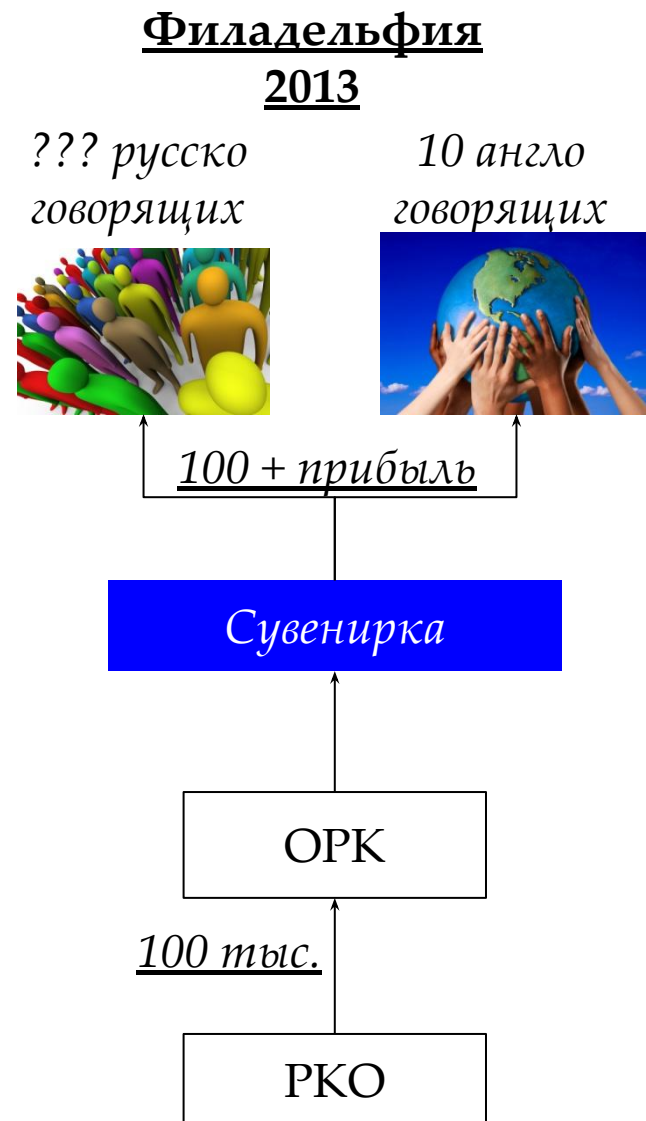 Филадельфия
2013
??? русско
говорящих
10 англо
говорящих
100 + прибыль
Сувенирка
ОРК
100 тыс.
РКО